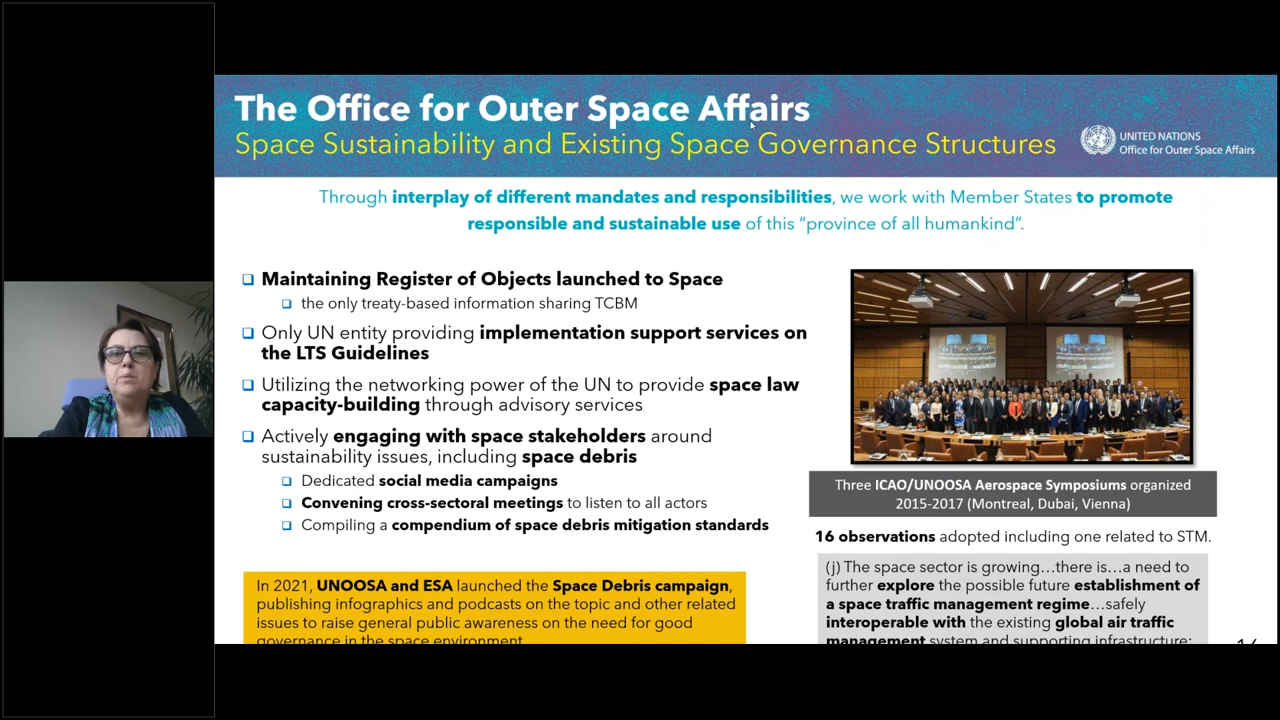 The Office for Outer Space Affairs
Space Sustainability and Existing Space Governance Structures
UNITED NATIONS
Office for Outer Space Affairs
Through interplay of different mandates and responsibilities, we work with Member States to promote
responsible and sustainable use of this “province of all humankind”.
Maintaining Register of Objects launched to Space
the only treaty-based information sharing TCBM
Only UN entity providing implementation support services on
the LTS Guidelines
Utilizing the networking power of the UN to provide space law
capacity-building through advisory services
Actively engaging with space stakeholders around
sustainability issues, including space debris
Dedicated social media campaigns
Convening cross-sectoral meetings to listen to all actors
Compiling a compendium of space debris mitigation standards
In 2021, UNOOSA and ESA launched the Space Debris campaign,
publishing infographics and podcasts on the topic and other related
issues to raise general public awareness on the need for good
governance in the space environment.
Three ICAO/UNOOSA Aerospace Symposiums organized
2015-2017 (Montreal, Dubai, Vienna)
16 observations adopted including one related to STM.
(j) The space sector is growing…there is…a need to
further explore the possible future establishment of
a space traffic management regime…safely
interoperable with the existing global air traffic
management system and supporting infrastructure;